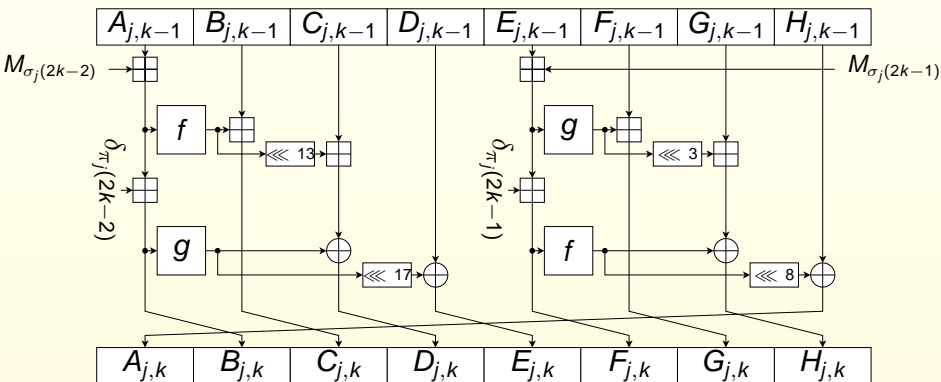 A_{j,k−1} B_{j,k−1} C_{j,k−1} D_{j,k−1} E_{j,k−1} F_{j,k−1} G_{j,k−1} H_{j,k−1}
M_{σ_j(2k−2)} M_{σ_j(2k−1)}
f g
⋘ 13 ⋘ 3
δ_{π_j(2k−2)} δ_{π_j(2k−1)}
g f
⋘ 17 ⋘ 8
A_{j,k} B_{j,k} C_{j,k} D_{j,k} E_{j,k} F_{j,k} G_{j,k} H_{j,k}